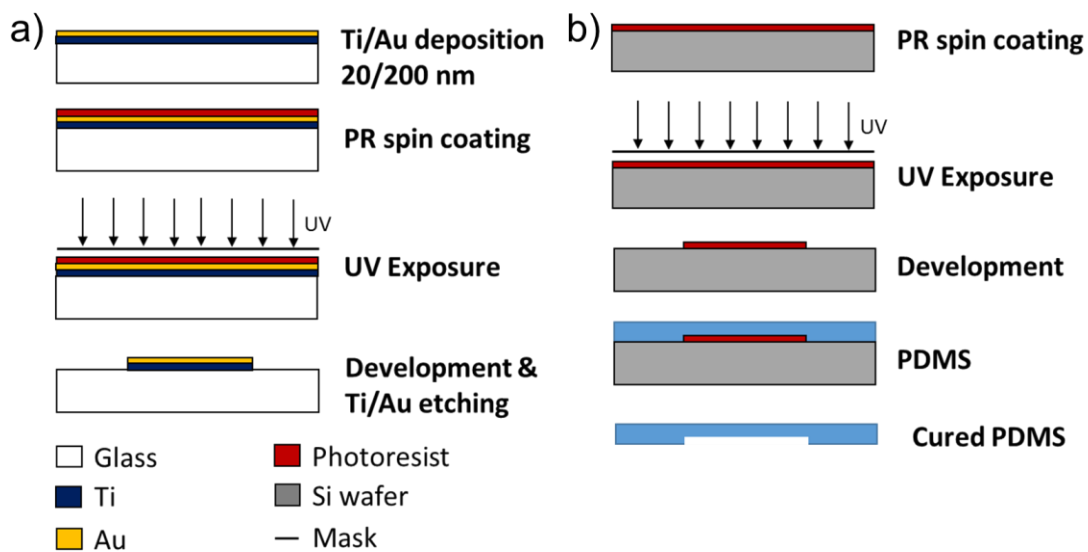 a)
Ti/Au deposition
20/200 nm
PR spin coating
UV
UV Exposure
Development &
Ti/Au etching
Glass
Photoresist
Ti
Si wafer
Au
Mask
b)
PR spin coating
UV
UV Exposure
Development
PDMS
Cured PDMS